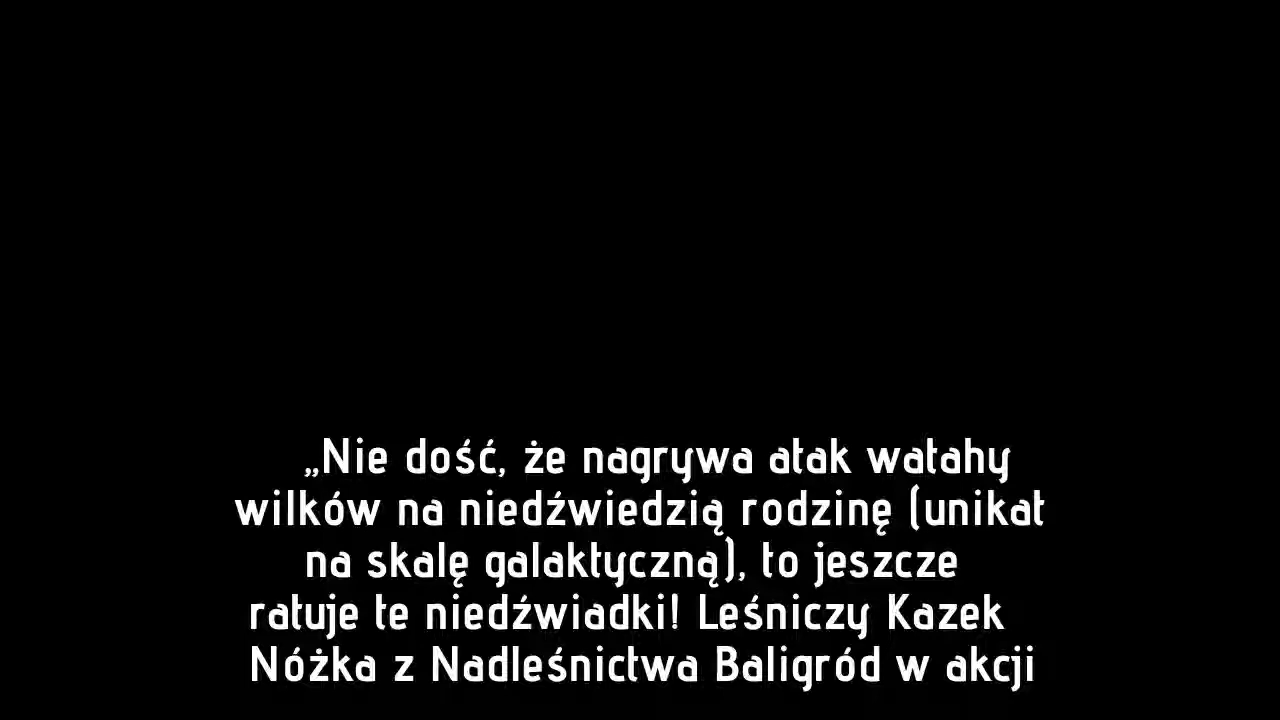 „Nie dość, że nagrywa atak watahy
wilków na niedźwiedzią rodzinę (unikat
na skalę galaktyczną), to jeszcze
ratuje te niedźwiadki! Leśniczy Kazek
Nóżka z Nadleśnictwa Baligród w akcji